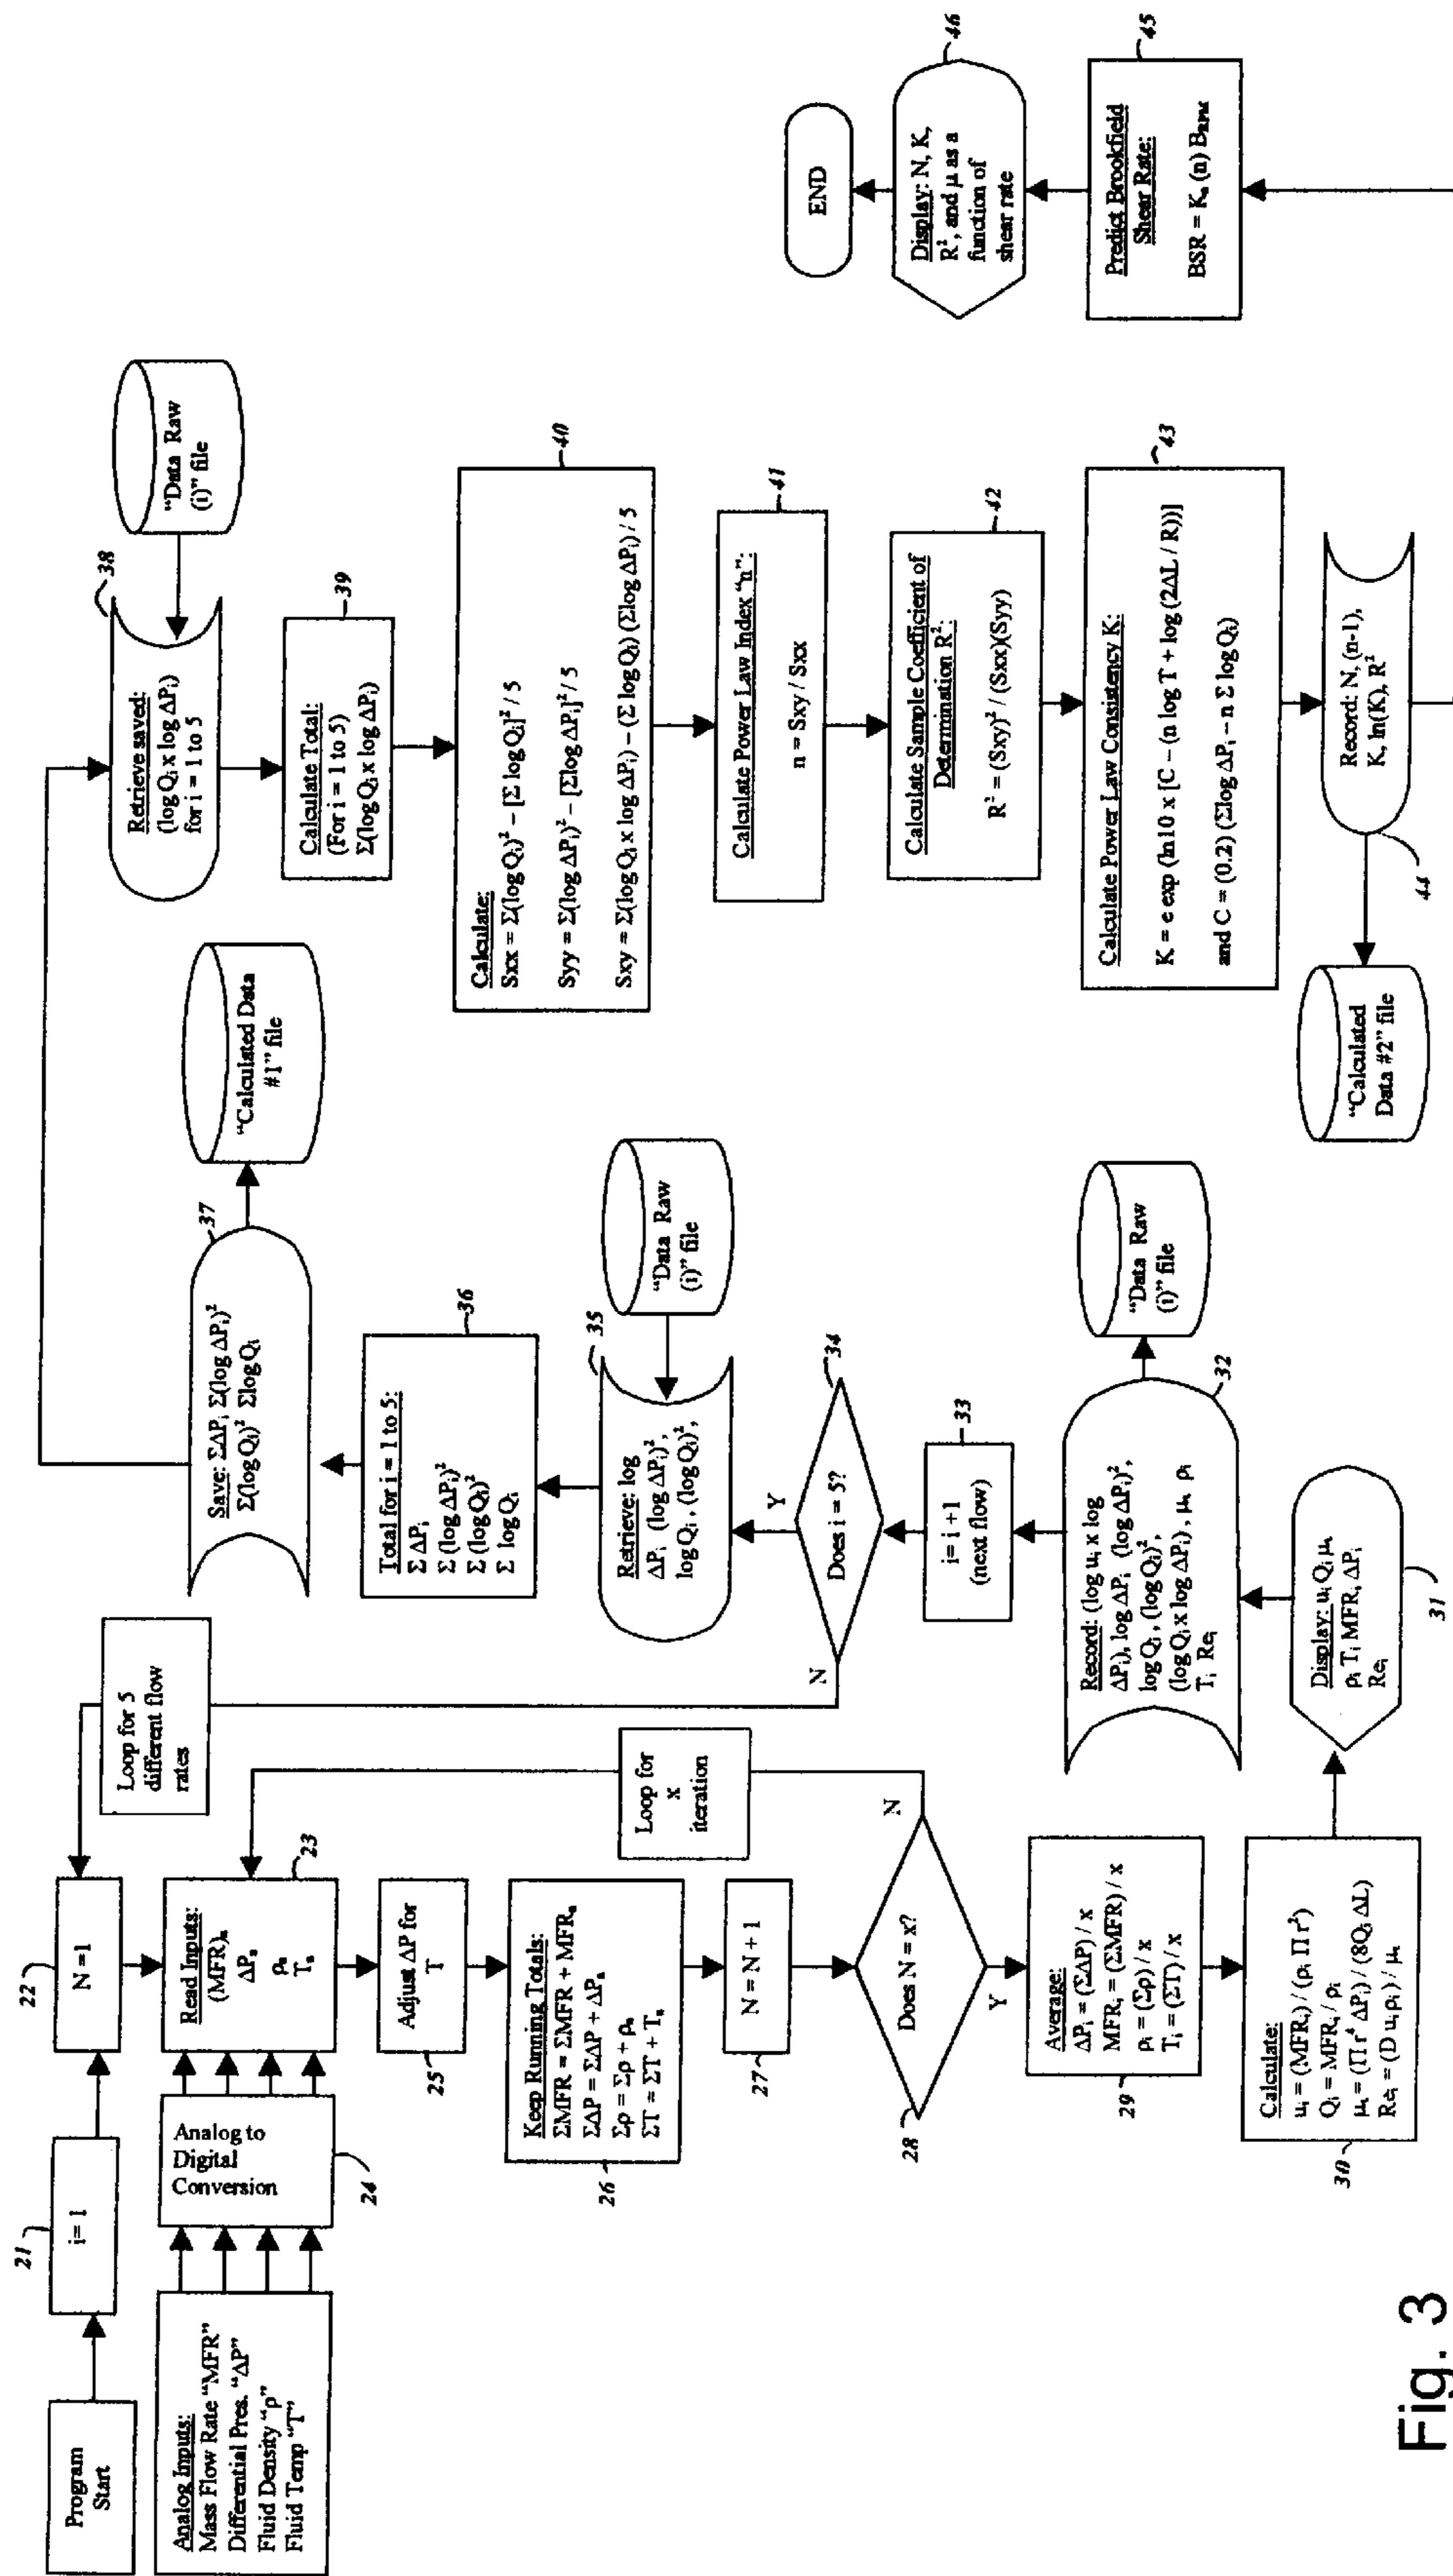 Program
Start
21
i= 1
22
N =1
Loop for 5
different flow
rates
Analog Inputs:
Mass Flow Rate "MFR"
Differential Pres. "ΔP"
Fluid Density "ρ"
Fluid Temp "T"
Analog to
Digital
Conversion
24
Read Inputs:
(MFR)ₙ
ΔPₙ
ρₙ
Tₙ
23
Adjust ΔP for
T
25
Keep Running Totals:
ΣMFR = ΣMFR + MFRₙ
ΣΔP = ΣΔP + ΔPₙ
Σρ = Σρ + ρₙ
ΣT = ΣT + Tₙ
26
N = N + 1
27
Does N = x?
28
N
Y
Loop for
x
iteration
Average:
ΔPᵢ = (ΣΔP) / x
MFRᵢ = (ΣMFR) / x
ρᵢ = (Σρ) / x
Tᵢ = (ΣT) / x
29
Calculate:
uᵢ = (MFRᵢ) / (ρᵢ Π r²)
Qᵢ = MFRᵢ / ρᵢ
μᵢ = (Π r⁴ ΔPᵢ) / (8Qᵢ ΔL)
Reᵢ = (D uᵢ ρᵢ) / μᵢ
30
Display: uᵢ Qᵢ μᵢ
ρᵢ Tᵢ MFRᵢ ΔPᵢ
Reᵢ
31
Record: (log uᵢ x log
ΔPᵢ), log ΔPᵢ (log ΔPᵢ)²,
log Qᵢ , (log Qᵢ)²,
(log Qᵢ x log ΔPᵢ) , μᵢ, ρᵢ
Tᵢ Reᵢ
32
"Data Raw
(i)" file
i= i +1
(next flow)
33
Does i = 5?
34
N
Y
Retrieve: log
ΔPᵢ (log ΔPᵢ)²,
log Qᵢ , (log Qᵢ)²,
35
"Data Raw
(i)" file
Total for i = 1 to 5:
Σ ΔPᵢ
Σ (log ΔPᵢ)²
Σ (log Qᵢ)²
Σ log Qᵢ
36
Save: ΣΔPᵢ Σ(log ΔPᵢ)²
Σ(log Qᵢ)² Σlog Qᵢ
37
"Calculated Data
#1" file
Retrieve saved:
(log Qᵢ x log ΔPᵢ)
for i = 1 to 5
38
"Data Raw
(i)" file
Calculate Total:
(For i = 1 to 5)
Σ(log Qᵢ x log ΔPᵢ)
39
Calculate:
Sxx = Σ(log Qᵢ)² – [Σ log Qᵢ]² / 5
Syy = Σ(log ΔPᵢ)² – [Σlog ΔPᵢ]² / 5
Sxy = Σ(log Qᵢ x log ΔPᵢ) – (Σ log Qᵢ) (Σlog ΔPᵢ) / 5
40
Calculate Power Law Index "n":
n = Sxy / Sxx
41
Calculate Sample Coefficient of
Determination R²:
R² = (Sxy)² / (Sxx)(Syy)
42
Calculate Power Law Consistency K:
K = e exp (ln10 x [C – (n log T + log (2ΔL / R))]
and C = (0.2) (Σlog ΔPᵢ - n Σ log Qᵢ)
43
Record: N, (n-1),
K, ln(K), R²
44
"Calculated
Data #2" file
Predict Brookfield
Shear Rate:
BSR = Kₙ (n) B_RPM
45
Display: N, K,
R², and μ as a
function of
shear rate
46
END
Fig. 3